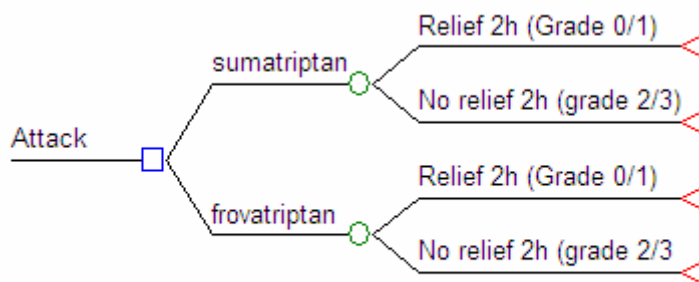 Relief 2h (Grade 0/1)
sumatriptan
No relief 2h (grade 2/3)
Attack
Relief 2h (Grade 0/1)
frovatriptan
No relief 2h (grade 2/3